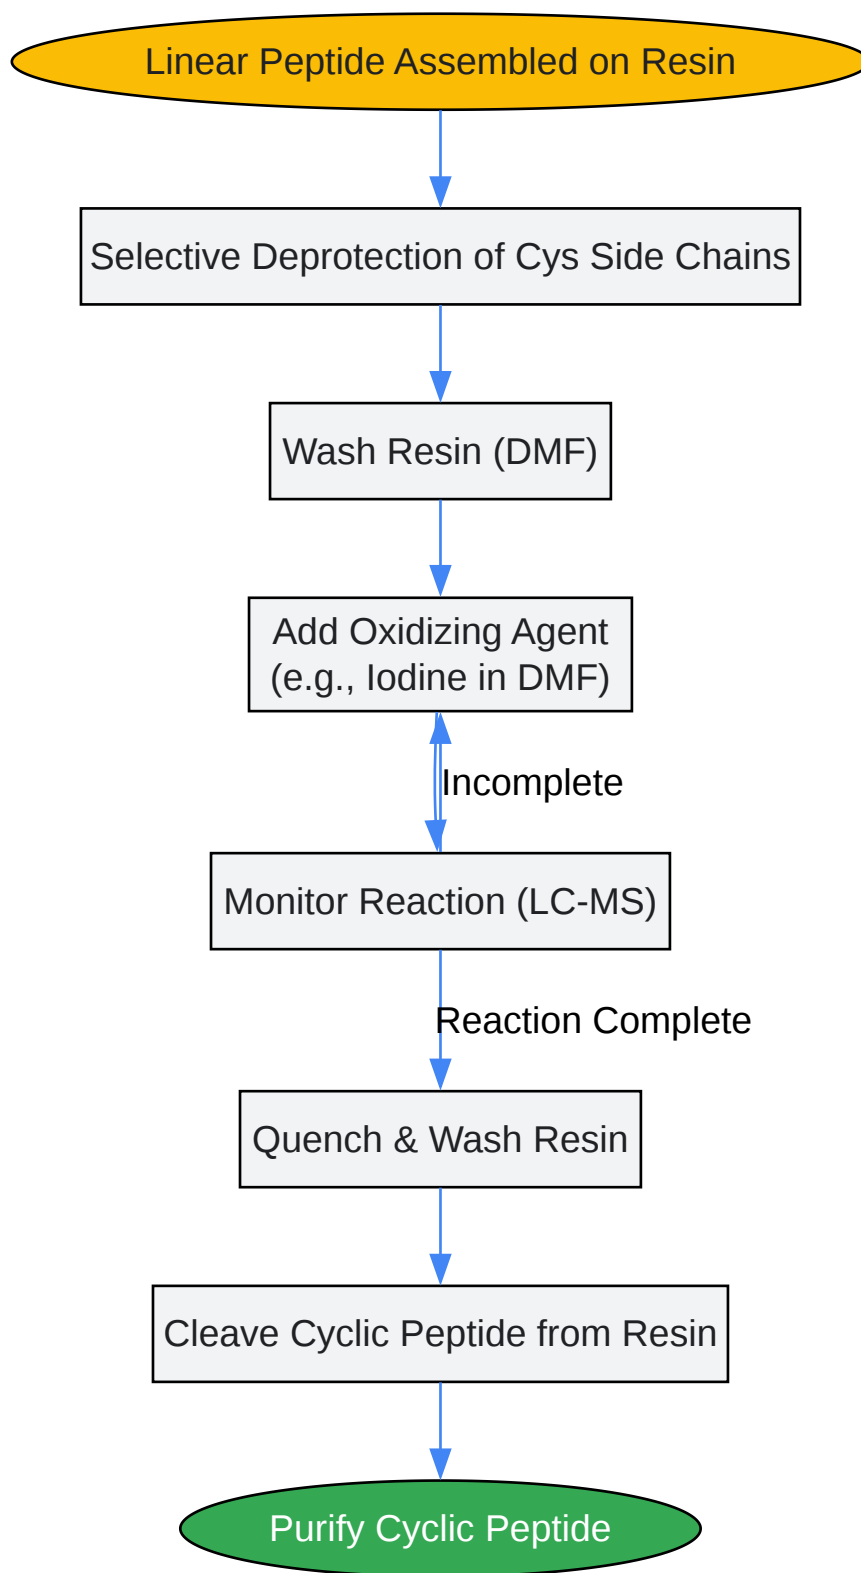 Linear Peptide Assembled on Resin
Selective Deprotection of Cys Side Chains
Wash Resin (DMF)
Add Oxidizing Agent
(e.g., Iodine in DMF)
Incomplete
Monitor Reaction (LC-MS)
Reaction Complete
Quench & Wash Resin
Cleave Cyclic Peptide from Resin
Purify Cyclic Peptide